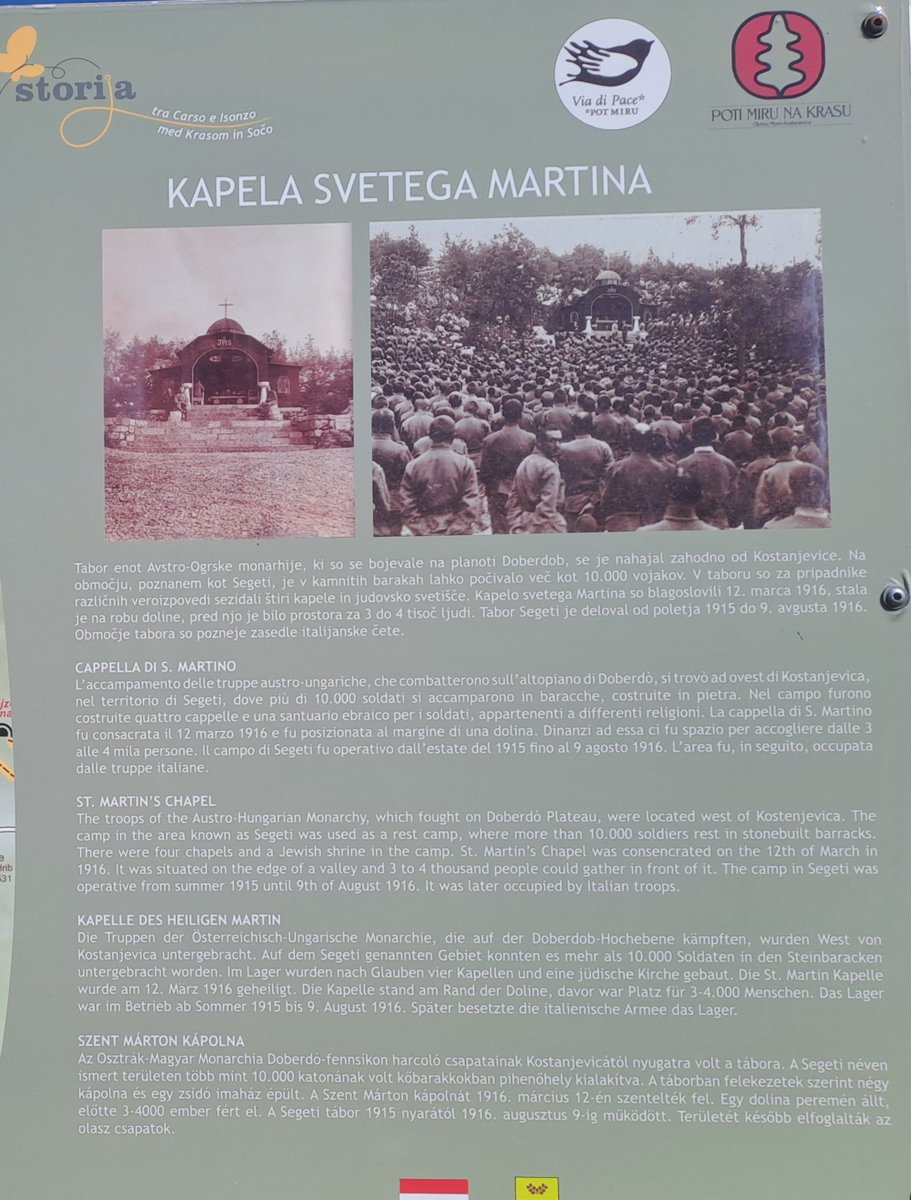 storija
tra Carso e Isonzo
med Krasom in Sočo
Via di Pace*
*POT MIRU
POTI MIRU NA KRASU
KAPELA SVETEGA MARTINA
JHS
Tabor enot Avstro-Ogrske monarhije, ki so se bojevale na planoti Doberdob, se je nahajal zahodno od Kostanjevice. Na
območju, poznanem kot Segeti, je v kamnitih barakah lahko počivalo več kot 10.000 vojakov. V taboru so za pripadnike
različnih veroizpovedi sezidali štiri kapele in judovsko svetišče. Kapelo svetega Martina so blagoslovili 12. marca 1916, stala
je na robu doline, pred njo je bilo prostora za 3 do 4 tisoč ljudi. Tabor Segeti je deloval od poletja 1915 do 9. avgusta 1916.
Območje tabora so pozneje zasedle italijanske čete.
CAPPELLA DI S. MARTINO
L'accampamento delle truppe austro-ungariche, che combatterono sull'altopiano di Doberdò, si trovò ad ovest di Kostanjevica,
nel territorio di Segeti, dove più di 10.000 soldati si accamparono in baracche, costruite in pietra. Nel campo furono
costruite quattro cappelle e una santuario ebraico per i soldati, appartenenti a differenti religioni. La cappella di S. Martino
fu consacrata il 12 marzo 1916 e fu posizionata al margine di una dolina. Dinanzi ad essa ci fu spazio per accogliere dalle 3
alle 4 mila persone. Il campo di Segeti fu operativo dall'estate del 1915 fino al 9 agosto 1916. L'area fu, in seguito, occupata
dalle truppe italiane.
ST. MARTIN'S CHAPEL
The troops of the Austro-Hungarian Monarchy, which fought on Doberdò Plateau, were located west of Kostenjevica. The
camp in the area known as Segeti was used as a rest camp, where more than 10.000 soldiers rest in stonebuilt barracks.
There were four chapels and a Jewish shrine in the camp. St. Martin's Chapel was consencrated on the 12th of March in
1916. It was situated on the edge of a valley and 3 to 4 thousand people could gather in front of it. The camp in Segeti was
operative from summer 1915 until 9th of August 1916. It was later occupied by Italian troops.
KAPELLE DES HEILIGEN MARTIN
Die Truppen der Österreichisch-Ungarische Monarchie, die auf der Doberdob-Hochebene kämpften, wurden West von
Kostanjevica untergebracht. Auf dem Segeti genannten Gebiet konnten es mehr als 10.000 Soldaten in den Steinbaracken
untergebracht worden. Im Lager wurden nach Glauben vier Kapellen und eine jüdische Kirche gebaut. Die St. Martin Kapelle
wurde am 12. März 1916 geheiligt. Die Kapelle stand am Rand der Doline, davor war Platz für 3-4.000 Menschen. Das Lager
war im Betrieb ab Sommer 1915 bis 9. August 1916. Später besetzte die italienische Armee das Lager.
SZENT MÁRTON KÁPOLNA
Az Osztrák-Magyar Monarchia Doberdó-fennsíkon harcoló csapatainak Kostanjevicától nyugatra volt a tábora. A Segeti néven
ismert területen több mint 10.000 katonának volt kőbarakkokban pihenőhely kialakítva. A táborban felekezetek szerint négy
kápolna és egy zsidó imaház épült. A Szent Márton kápolnát 1916. március 12-én szentelték fel. Egy dolina peremén állt,
előtte 3-4000 ember fért el. A Segeti tábor 1915 nyarától 1916. augusztus 9-ig működött. Területét később elfoglalták az
olasz csapatok.